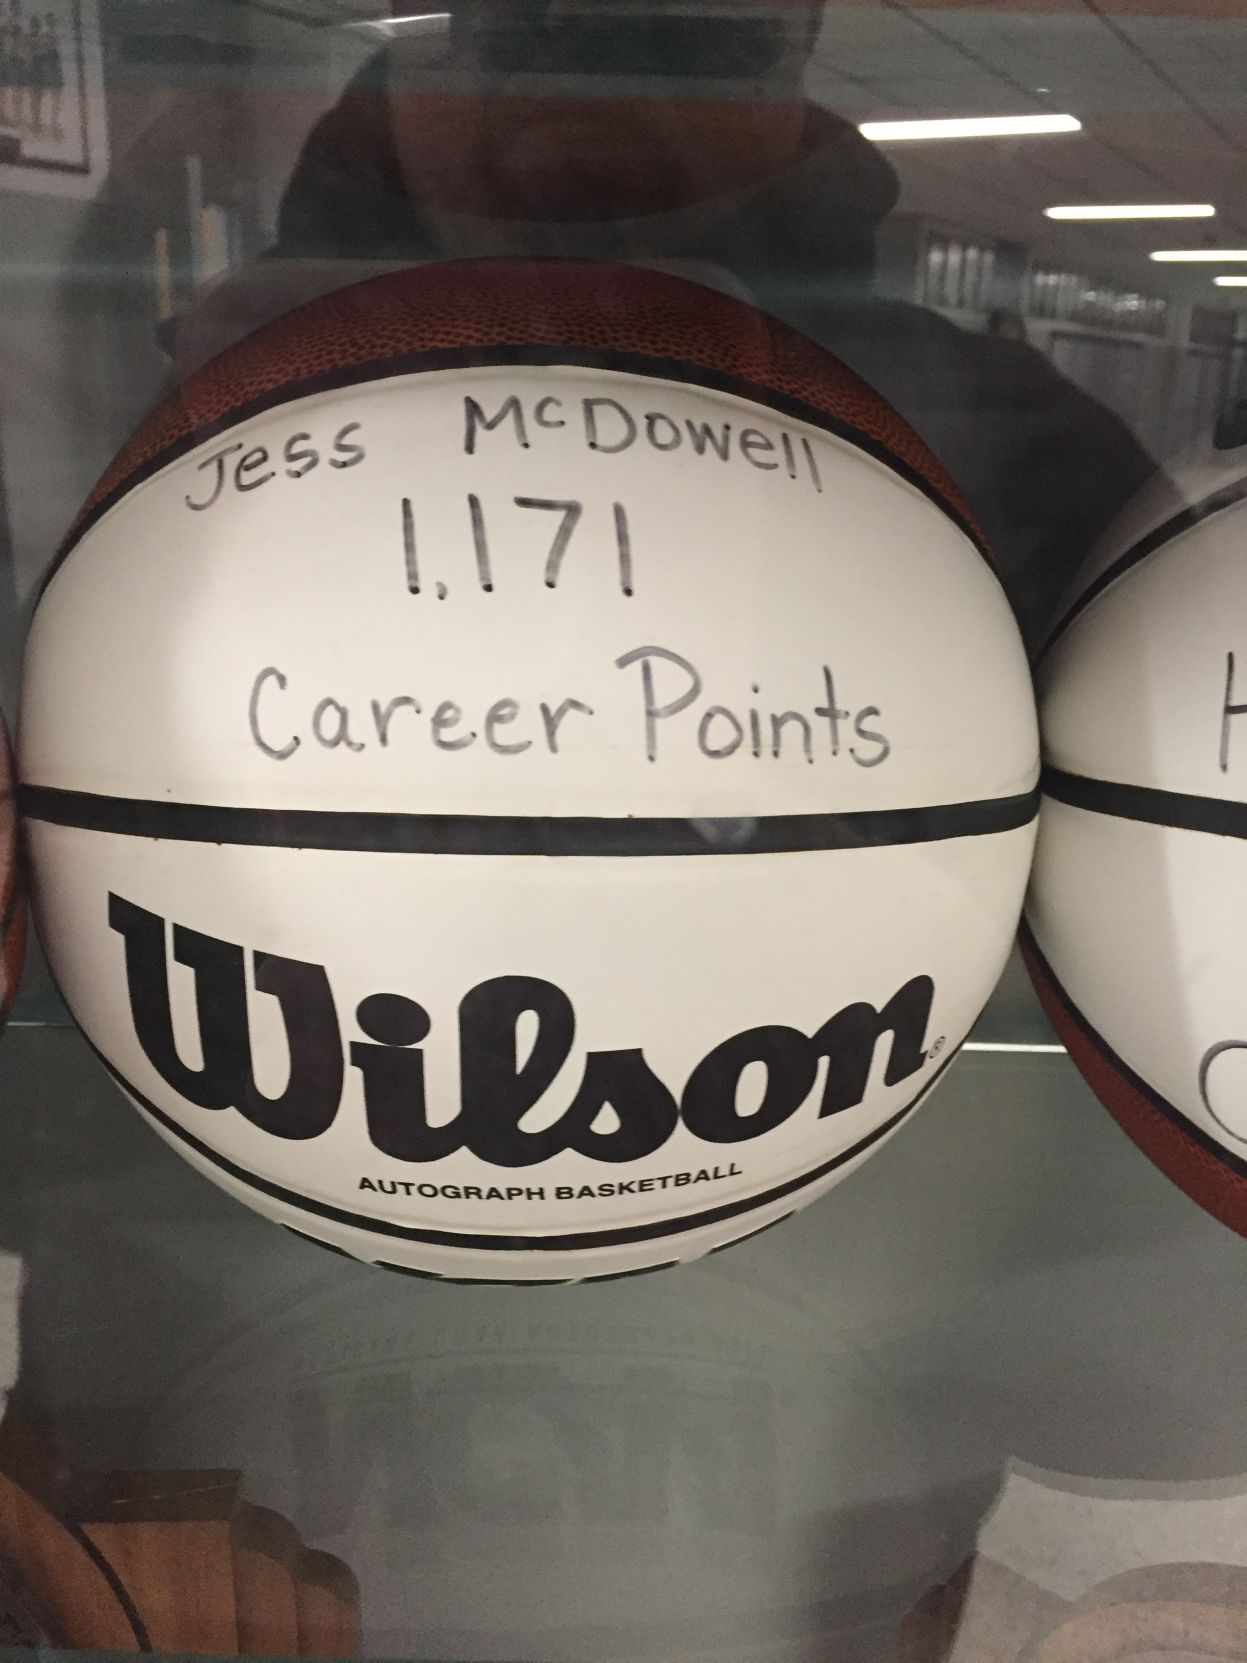 Jess McDowell
1,171
Career Points
Wilson®
AUTOGRAPH BASKETBALL
H